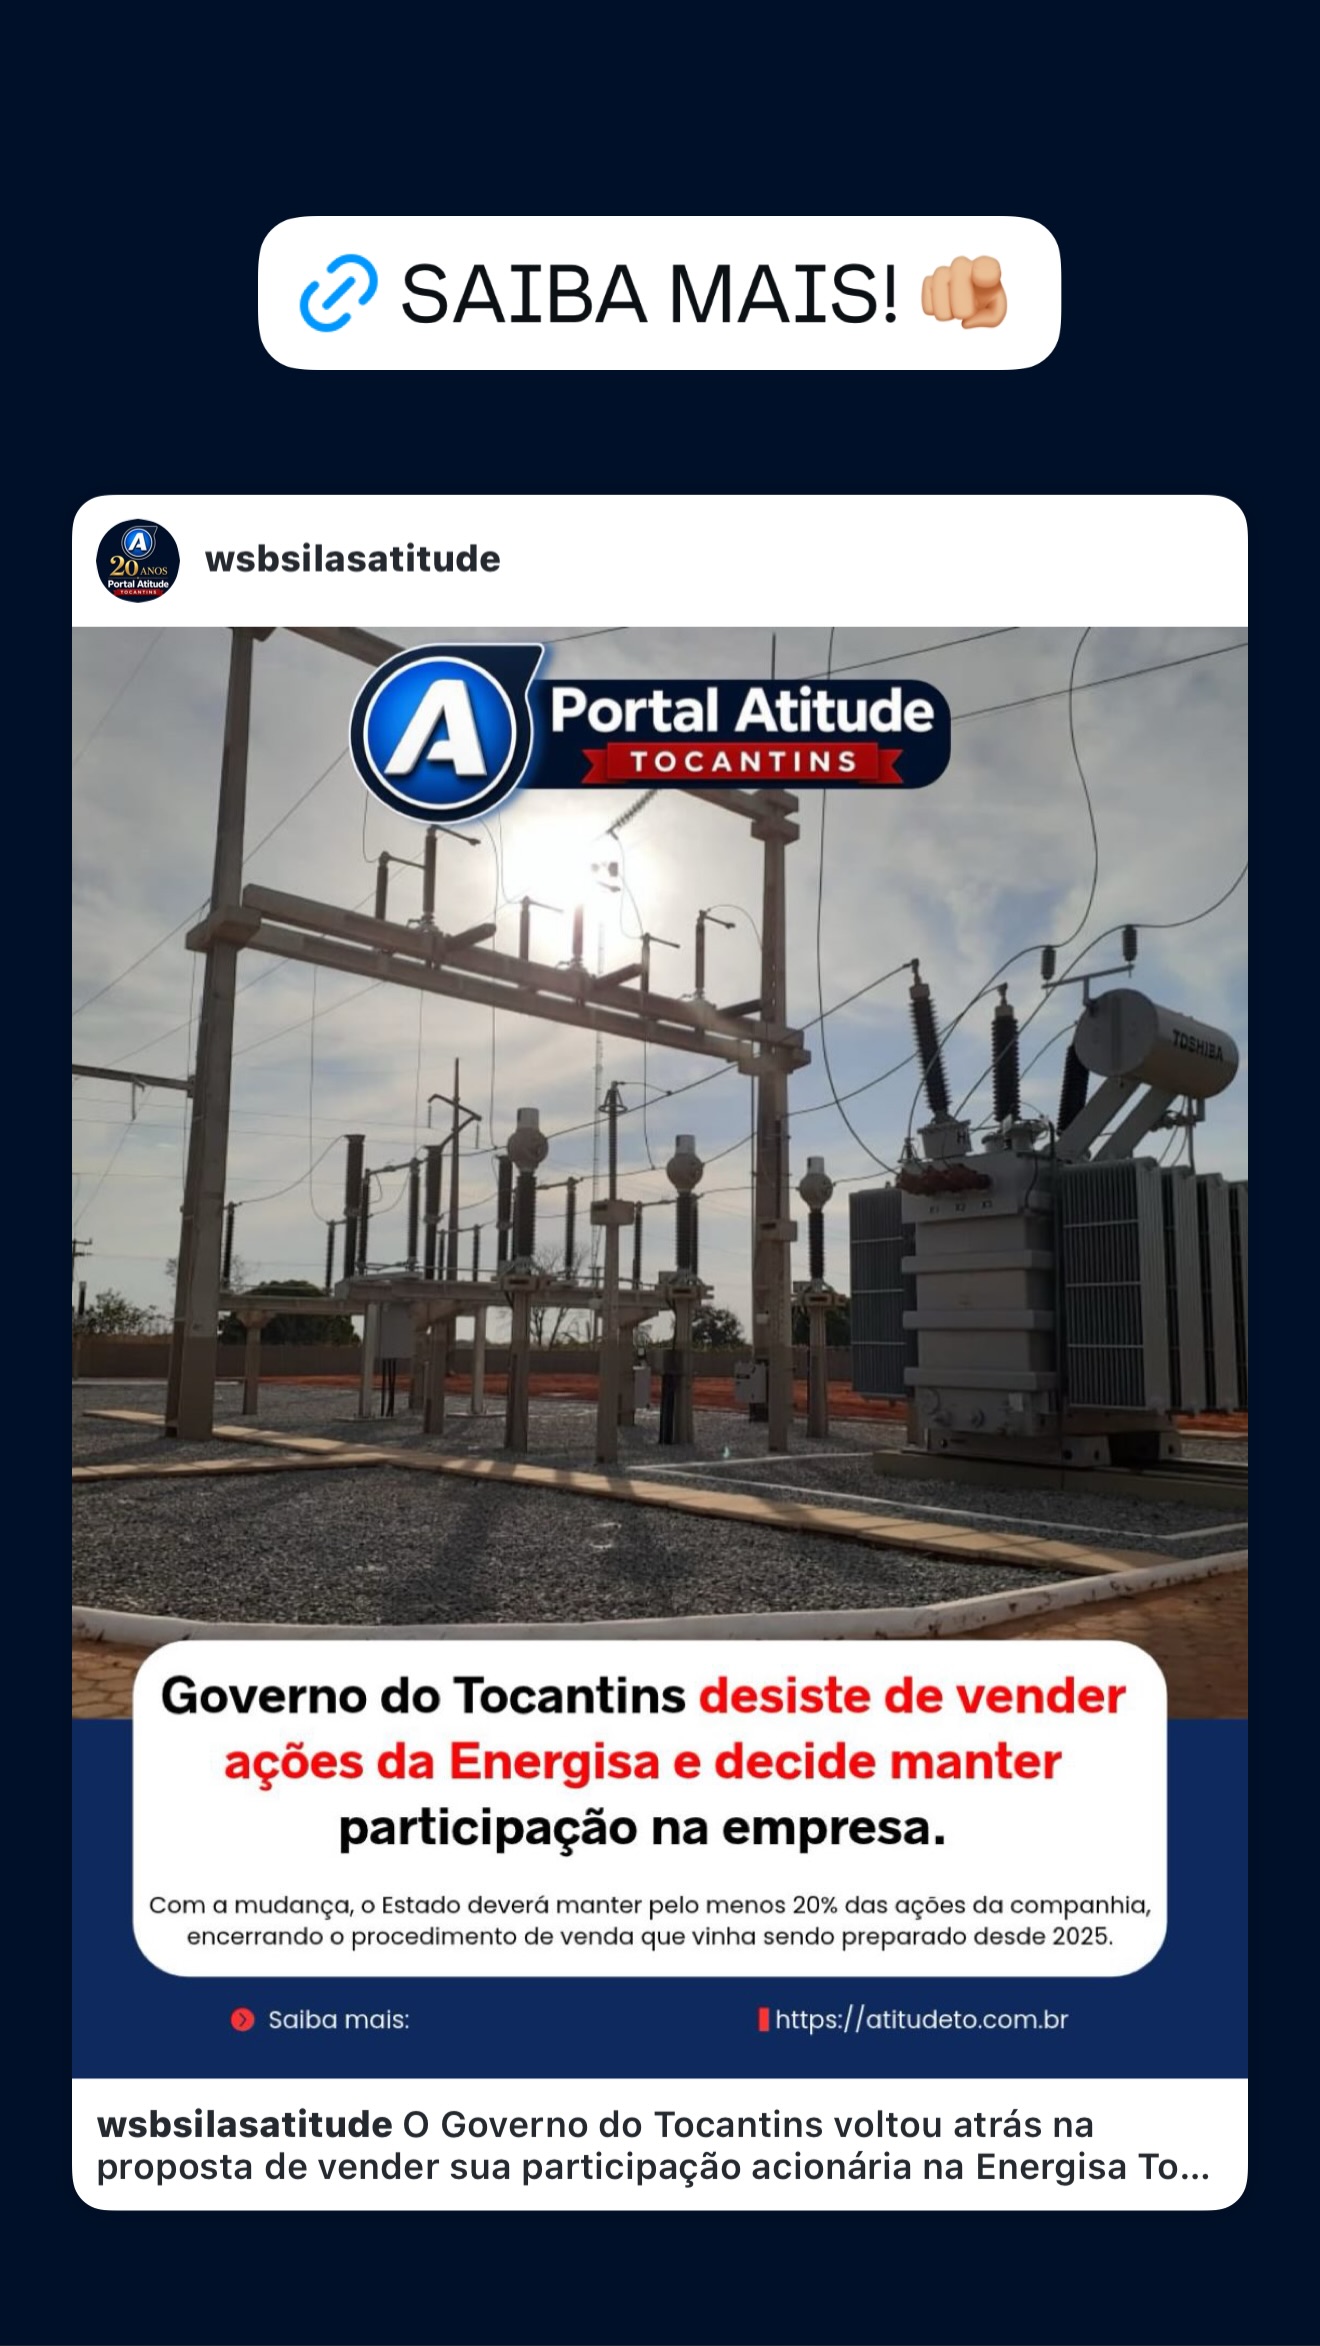 SAIBA MAIS!
A
20 ANOS
Portal Atitude
TOCANTINS
wsbsilasatitude
A
Portal Atitude
TOCANTINS
TOSHIBA
Governo do Tocantins desiste de vender
ações da Energisa e decide manter
participação na empresa.
Com a mudança, o Estado deverá manter pelo menos 20% das ações da companhia,
encerrando o procedimento de venda que vinha sendo preparado desde 2025.
Saiba mais:
https://atitudeto.com.br
wsbsilasatitude O Governo do Tocantins voltou atrás na
proposta de vender sua participação acionária na Energisa To...